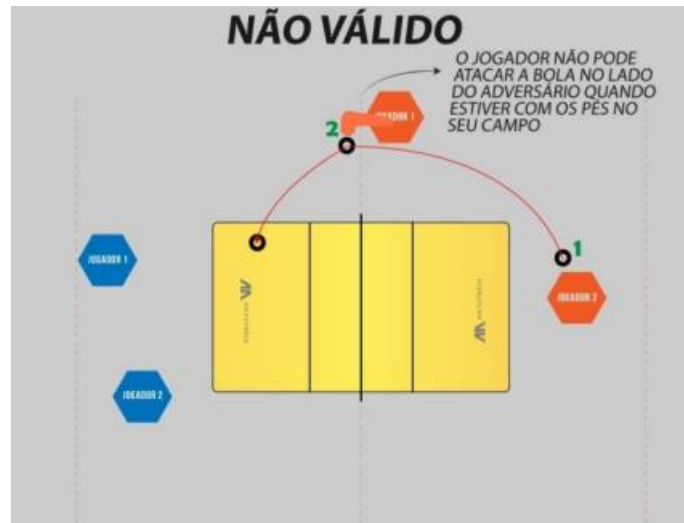 NÃO VÁLIDO
O JOGADOR NÃO PODE
ATACAR A BOLA NO LADO
DO ADVERSÁRIO QUANDO
ESTIVER COM OS PÉS NO
SEU CAMPO
JOGADOR 1
2
1
JOGADOR 1
JOGADOR 2
JOGADOR 2